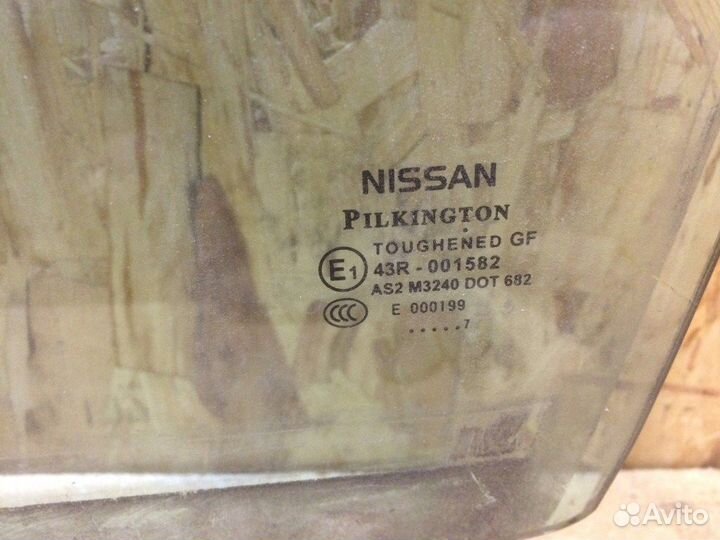 NISSAN
PILKINGTON
TOUGHENED GF
E1 43R - 001582
AS2 M3240 DOT 682
CCC E 000199
.....7
Avito